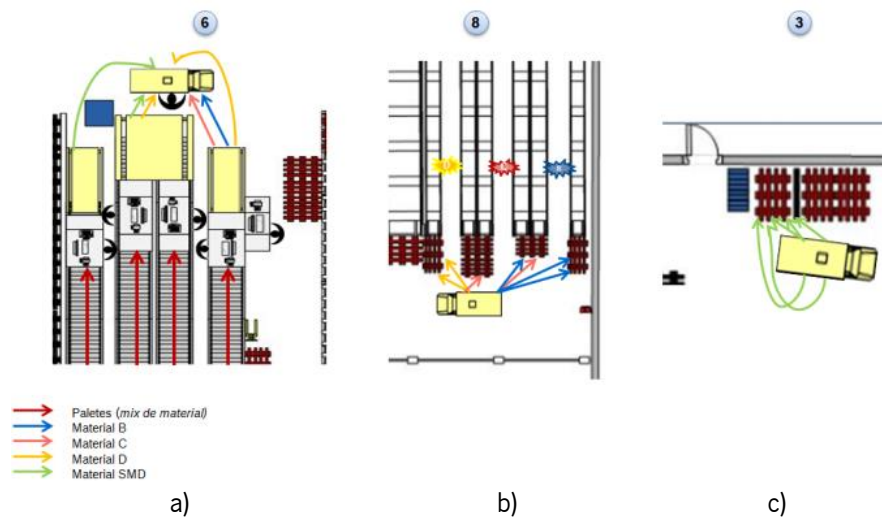 6
8
3
Paletes (mix de material)
Material B
Material C
Material D
Material SMD
a)
b)
c)